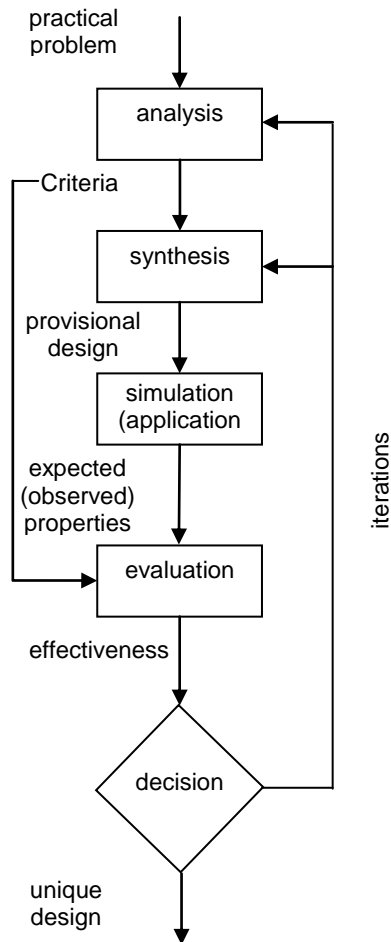 practical
problem
analysis
Criteria
synthesis
provisional
design
simulation
(application
expected
(observed)
properties
iterations
evaluation
effectiveness
decision
unique
design